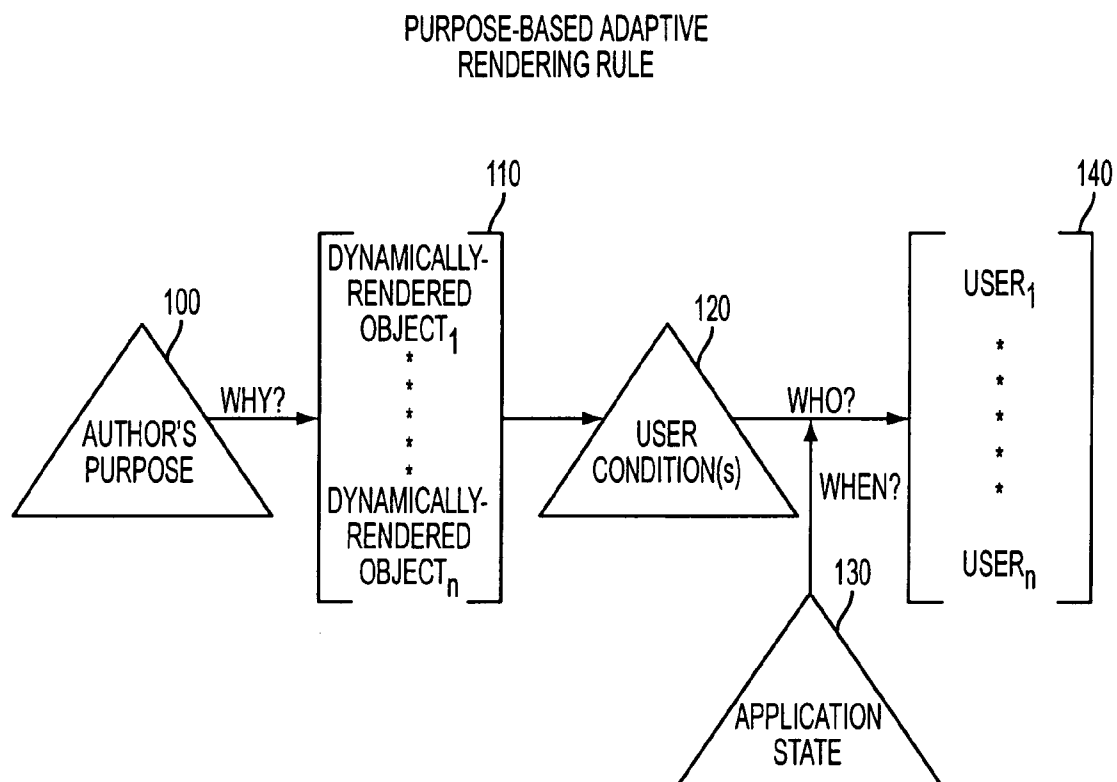 PURPOSE-BASED ADAPTIVE
RENDERING RULE
110
140
DYNAMICALLY-
RENDERED
OBJECT1
*
*
*
*
*
DYNAMICALLY-
RENDERED
OBJECTn
100
AUTHOR'S
PURPOSE
WHY?
120
USER
CONDITION(S)
WHO?
WHEN?
USER1
*
*
*
*
*
USERn
130
APPLICATION
STATE